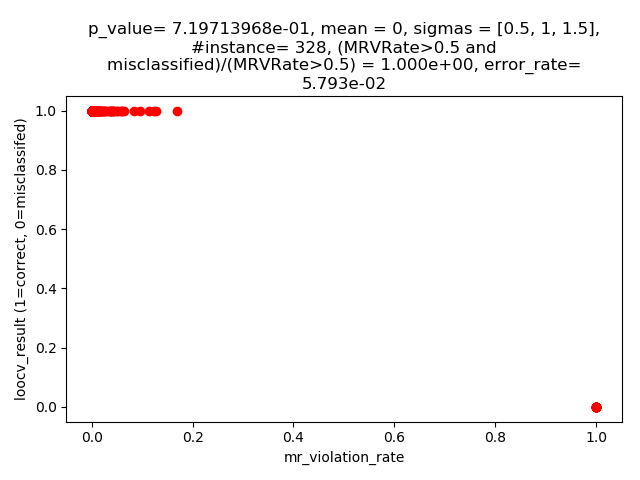 p_value= 7.19713968e-01, mean = 0, sigmas = [0.5, 1, 1.5],
#instance= 328, (MRVRate>0.5 and
misclassified)/(MRVRate>0.5) = 1.000e+00, error_rate=
5.793e-02
loocv_result (1=correct, 0=misclassifed)
1.0
0.8
0.6
0.4
0.2
0.0
0.0 0.2 0.4 0.6 0.8 1.0
mr_violation_rate